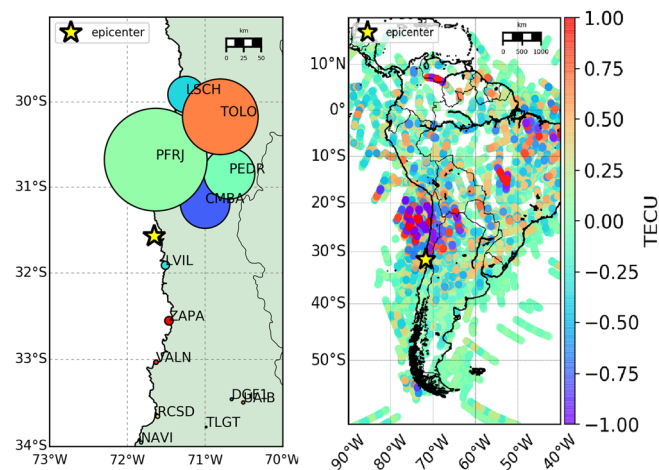 epicenter
km
0 25 50
LSCH
TOLO
PFRJ
PEDR
CMBA
LVIL
ZAPA
VALN
RCSD
TLGT
NAVI
30°S
31°S
32°S
33°S
34°S
73°W 72°W 71°W 70°W
epicenter
km
0 500 1000
10°N
0°
10°S
20°S
30°S
40°S
50°S
90°W 80°W 70°W 60°W 50°W 40°W
1.00
0.75
0.50
0.25
0.00
−0.25
−0.50
−0.75
−1.00
TECU